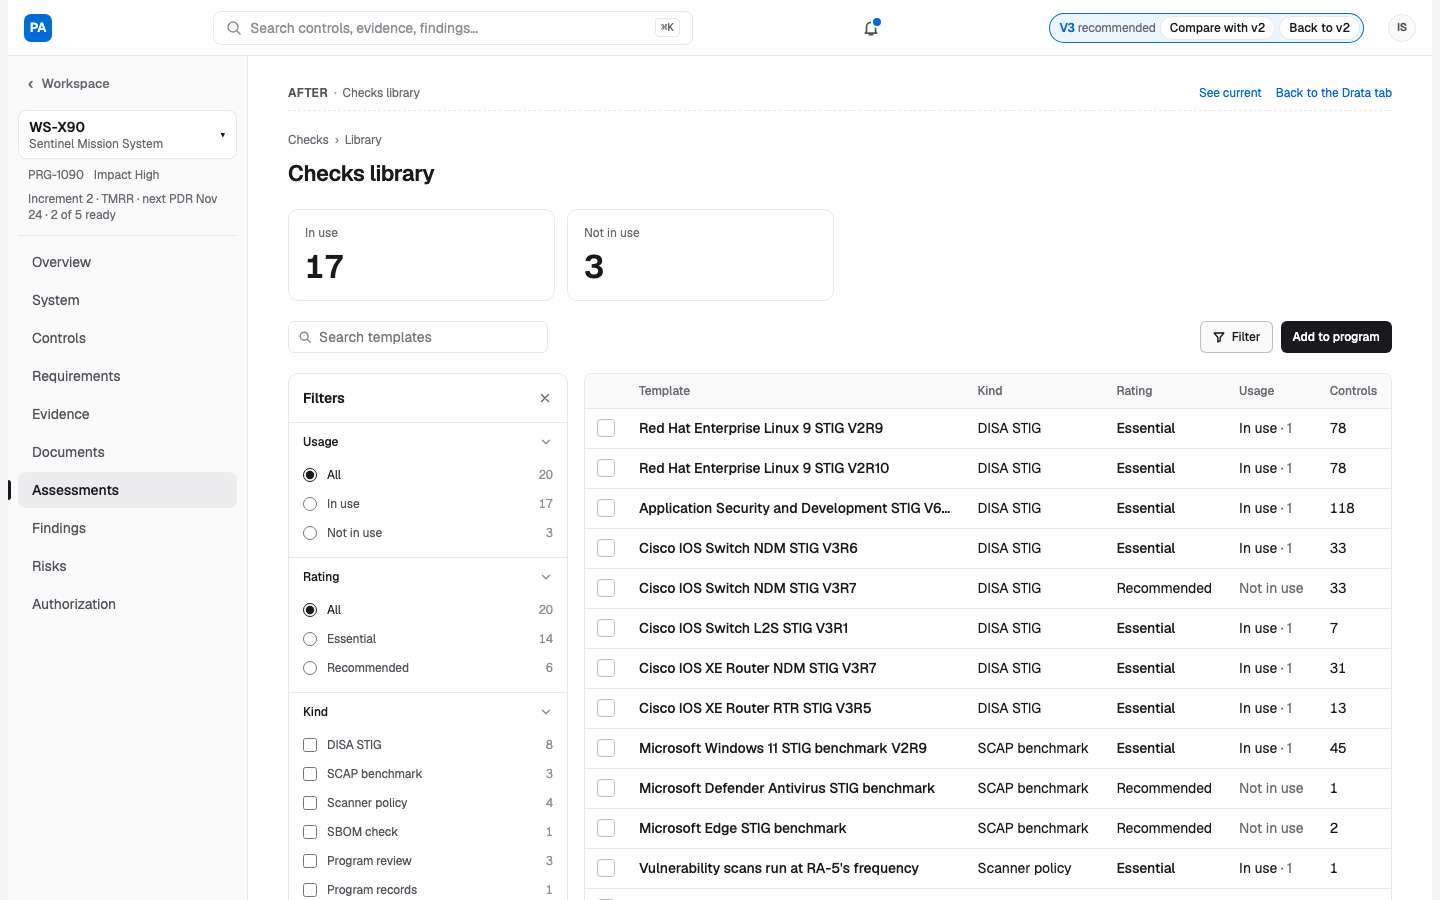 PA
Search controls, evidence, findings...
⌘K
V3 recommended
Compare with v2
Back to v2
IS
‹ Workspace
WS-X90
Sentinel Mission System
PRG-1090 Impact High
Increment 2 · TMRR · next PDR Nov
24 · 2 of 5 ready
Overview
System
Controls
Requirements
Evidence
Documents
Assessments
Findings
Risks
Authorization
AFTER · Checks library
See current
Back to the Drata tab
Checks › Library
Checks library
In use
17
Not in use
3
Search templates
Filter
Add to program
Filters
Usage
All 20
In use 17
Not in use 3
Rating
All 20
Essential 14
Recommended 6
Kind
DISA STIG 8
SCAP benchmark 3
Scanner policy 4
SBOM check 1
Program review 3
Program records 1
Template Kind Rating Usage Controls
Red Hat Enterprise Linux 9 STIG V2R9 DISA STIG Essential In use · 1 78
Red Hat Enterprise Linux 9 STIG V2R10 DISA STIG Essential In use · 1 78
Application Security and Development STIG V6... DISA STIG Essential In use · 1 118
Cisco IOS Switch NDM STIG V3R6 DISA STIG Essential In use · 1 33
Cisco IOS Switch NDM STIG V3R7 DISA STIG Recommended Not in use 33
Cisco IOS Switch L2S STIG V3R1 DISA STIG Essential In use · 1 7
Cisco IOS XE Router NDM STIG V3R7 DISA STIG Essential In use · 1 31
Cisco IOS XE Router RTR STIG V3R5 DISA STIG Essential In use · 1 13
Microsoft Windows 11 STIG benchmark V2R9 SCAP benchmark Essential In use · 1 45
Microsoft Defender Antivirus STIG benchmark SCAP benchmark Recommended Not in use 1
Microsoft Edge STIG benchmark SCAP benchmark Recommended Not in use 2
Vulnerability scans run at RA-5's frequency Scanner policy Essential In use · 1 1